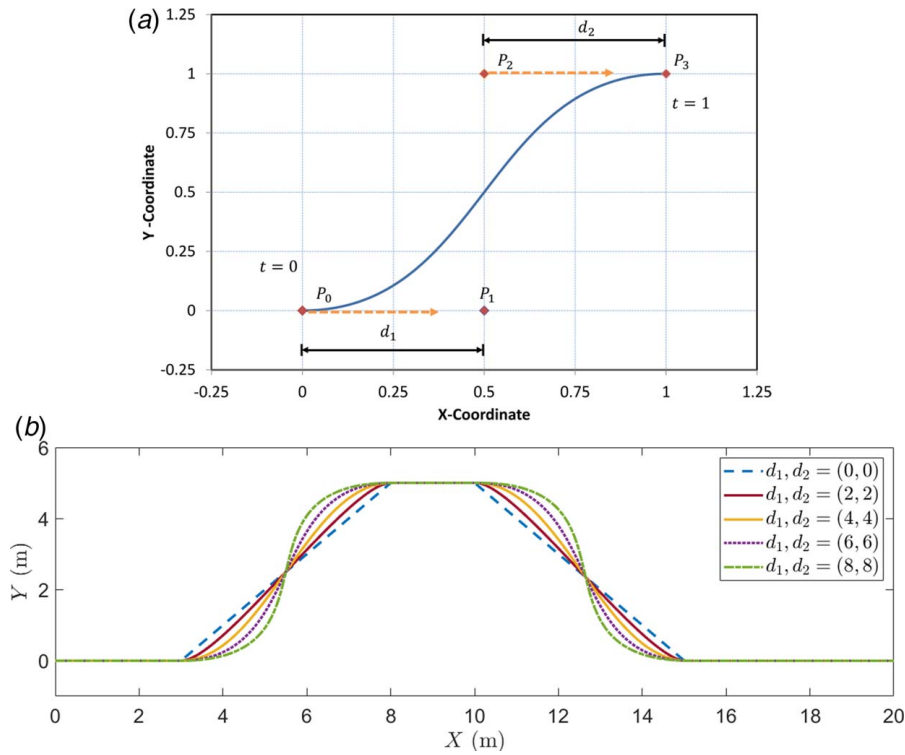 (a)
1.25
1
0.75
0.5
0.25
0
-0.25
Y -Coordinate
d₂
P₂
P₃
t = 1
t = 0
P₀
P₁
d₁
-0.25 0 0.25 0.5 0.75 1 1.25
X-Coordinate
(b)
6
4
2
0
Y (m)
d₁, d₂ = (0, 0)
d₁, d₂ = (2, 2)
d₁, d₂ = (4, 4)
d₁, d₂ = (6, 6)
d₁, d₂ = (8, 8)
0 2 4 6 8 10 12 14 16 18 20
X (m)